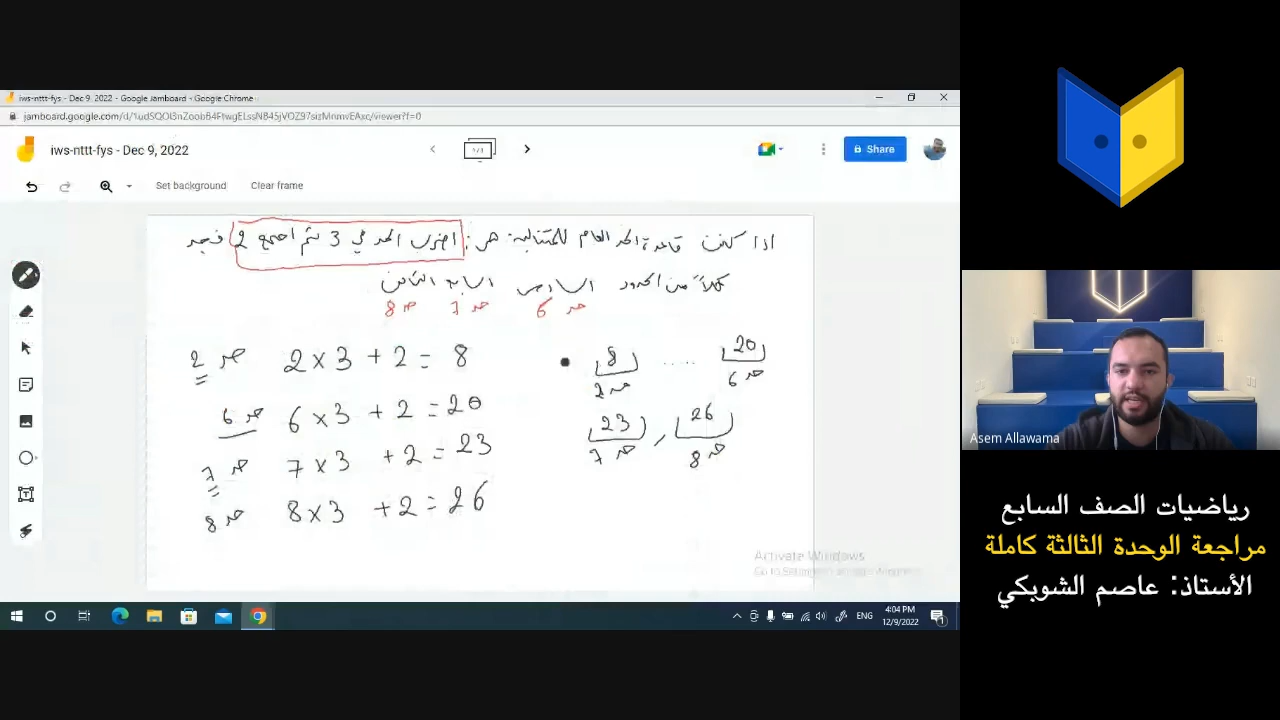 iws-nttt-fys - Dec 9, 2022 - Google Jamboard - Google Chrome
iws-nttt-fys - Dec 9, 2022
Share
Set background
Clear frame
اذا كانت قاعدة الحد العام للمتتالية هي: اضرب الحد في 3 ثم اجمع 2 فجد
كلاً من الحدود السادس السابع الثامن
حد 6 حد 7 حد 8
حد 2 2 × 3 + 2 = 8
حد 6 6 × 3 + 2 = 20
حد 7 7 × 3 + 2 = 23
حد 8 8 × 3 + 2 = 26
8 ..... 20
حد 2 حد 6
23 , 26
حد 7 حد 8
Activate Windows
ENG
4:04 PM
12/9/2022
Asem Allawama
رياضيات الصف السابع
مراجعة الوحدة الثالثة كاملة
الأستاذ: عاصم الشوبكي